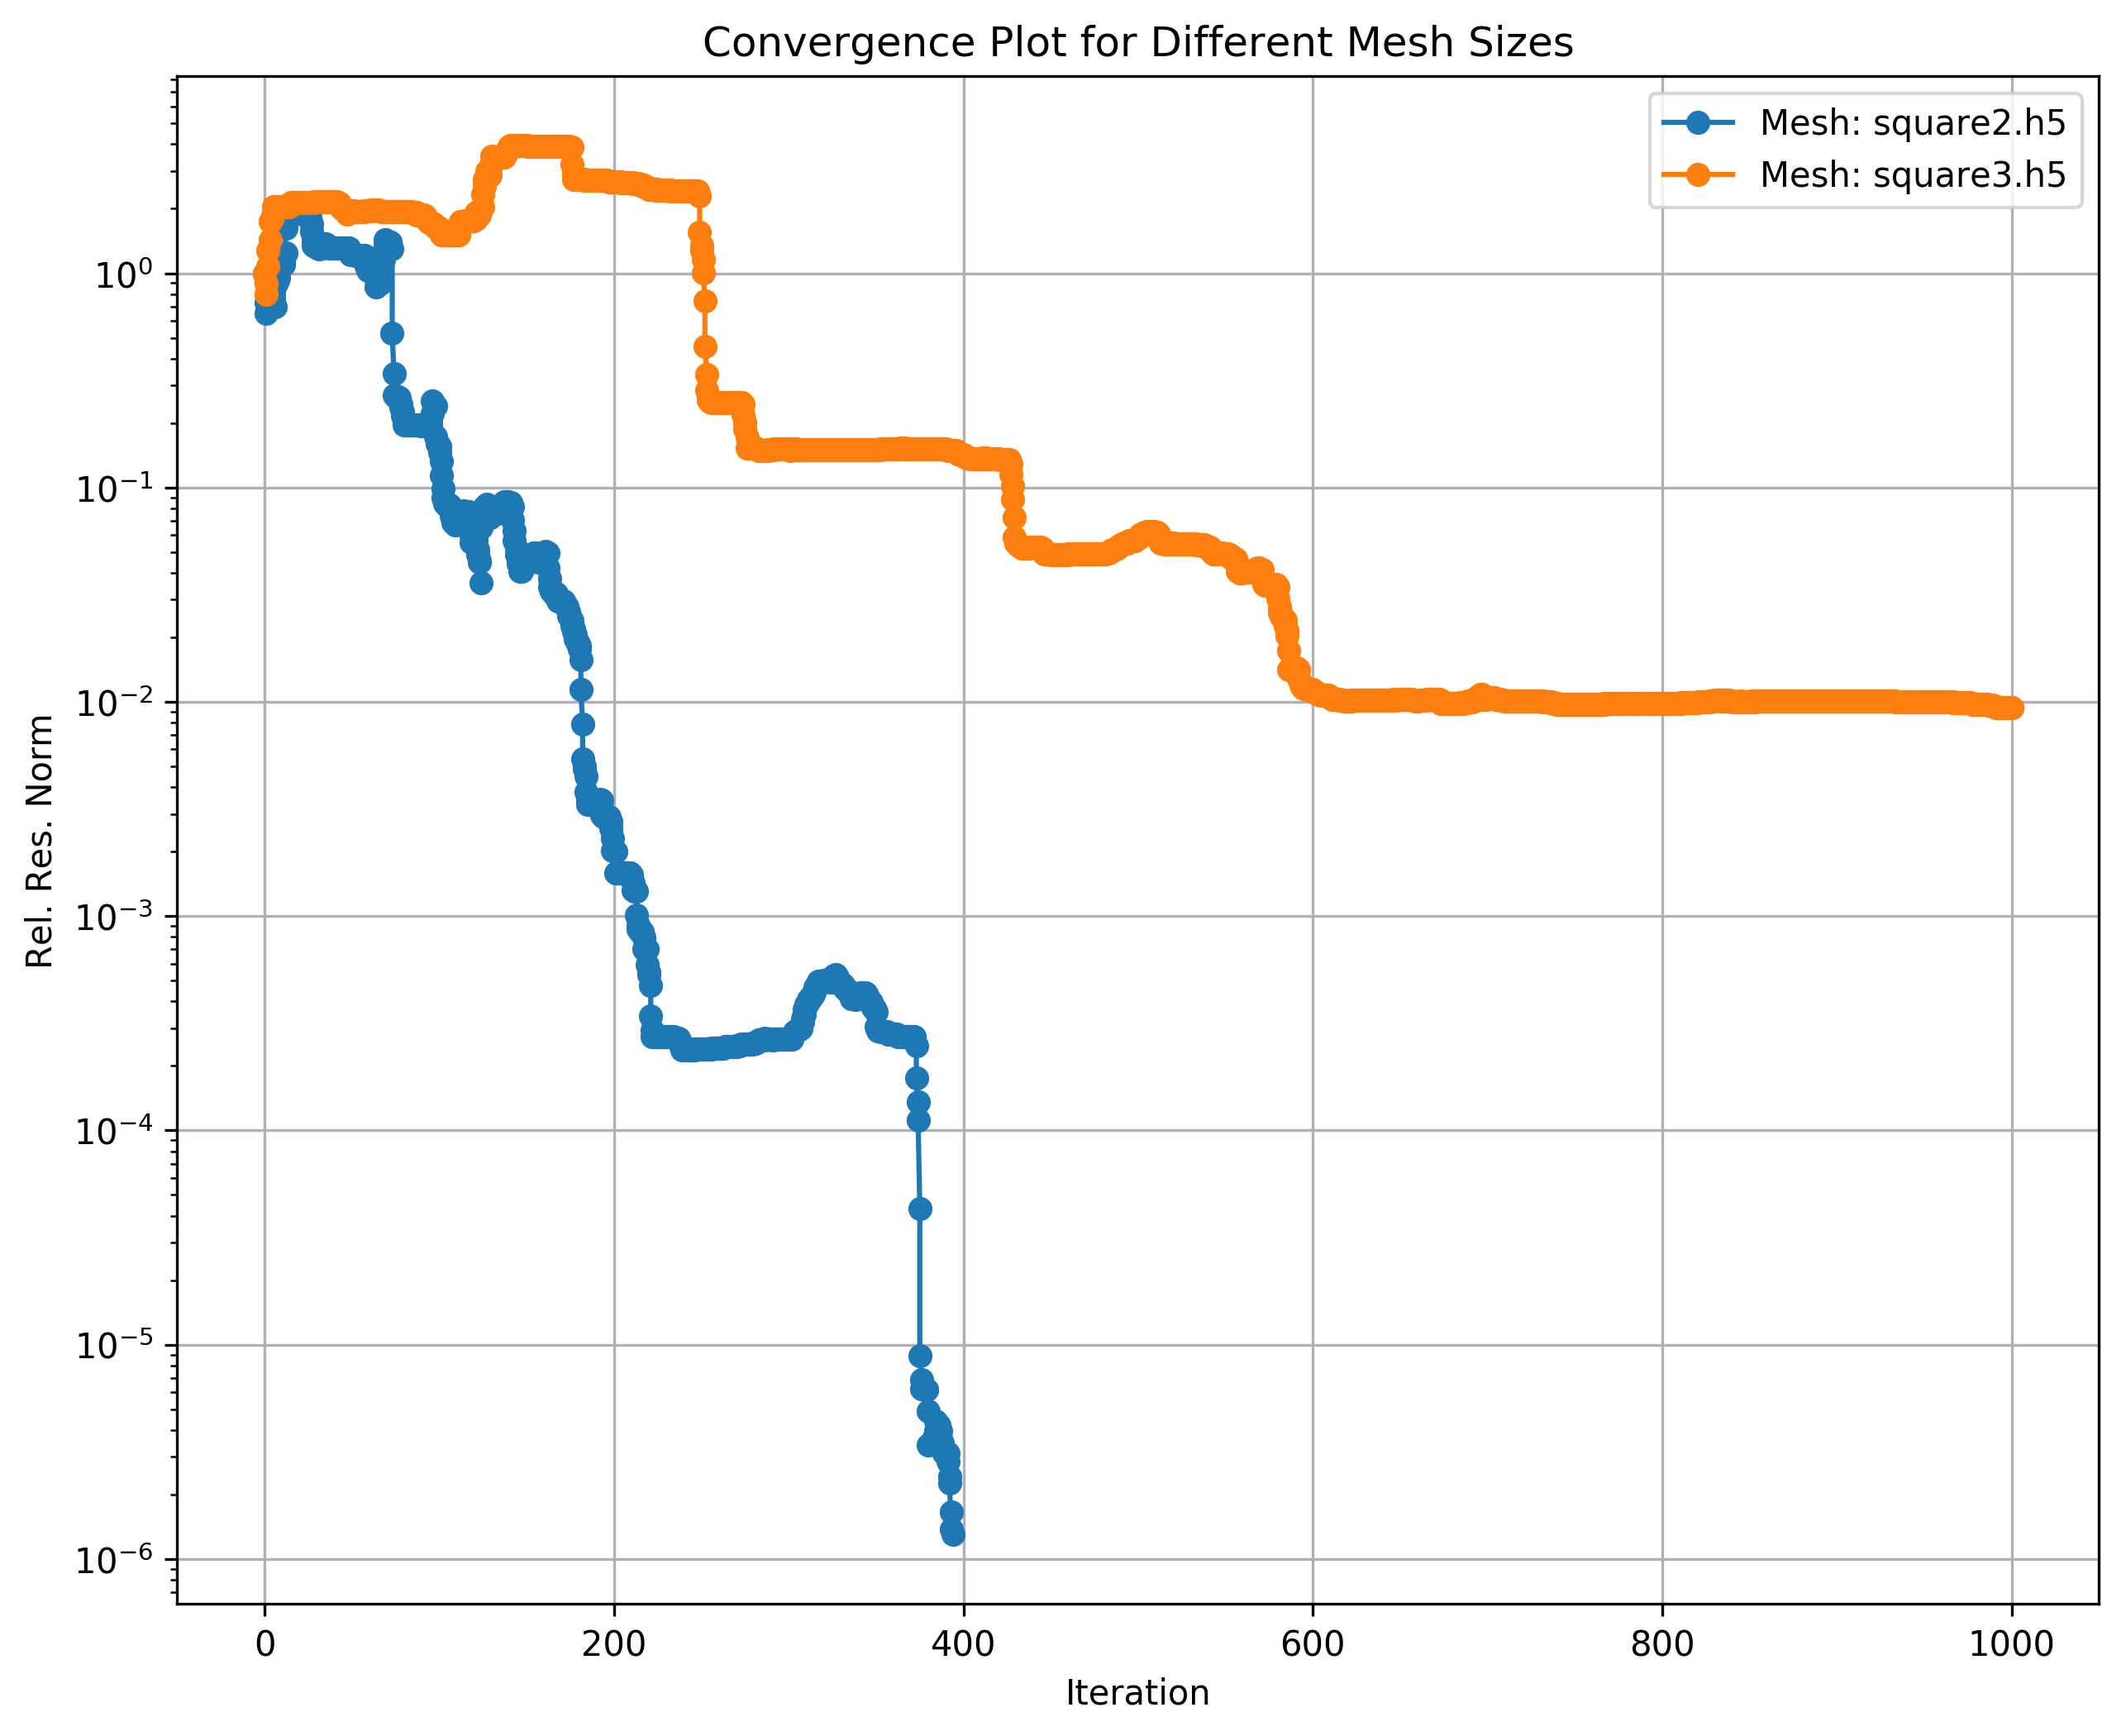 Convergence Plot for Different Mesh Sizes
Mesh: square2.h5
Mesh: square3.h5
Rel. Res. Norm
10⁰
10⁻¹
10⁻²
10⁻³
10⁻⁴
10⁻⁵
10⁻⁶
0 200 400 600 800 1000
Iteration